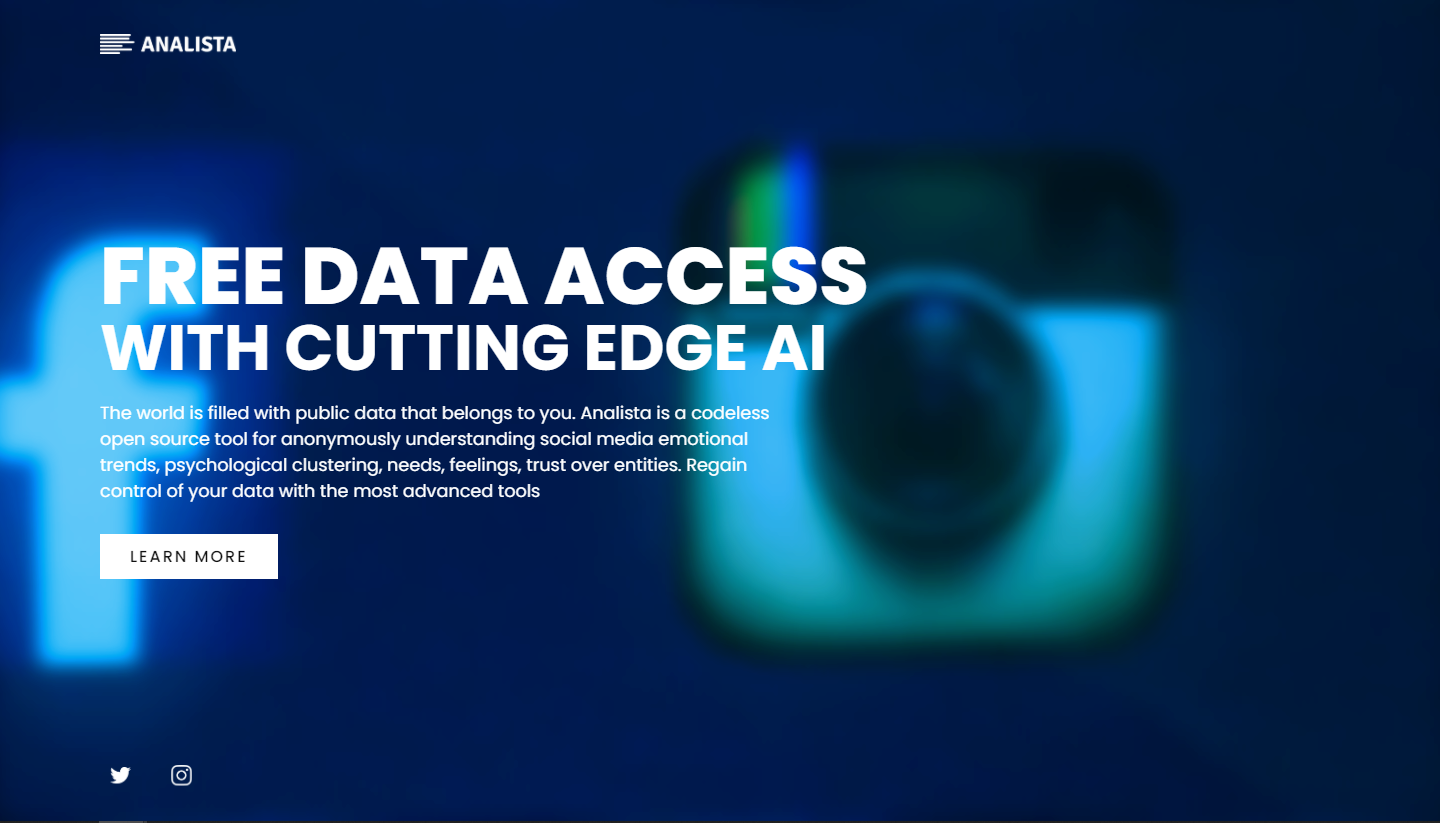 ANALISTA
FREE DATA ACCESS
WITH CUTTING EDGE AI
The world is filled with public data that belongs to you. Analista is a codeless
open source tool for anonymously understanding social media emotional
trends, psychological clustering, needs, feelings, trust over entities. Regain
control of your data with the most advanced tools
LEARN MORE